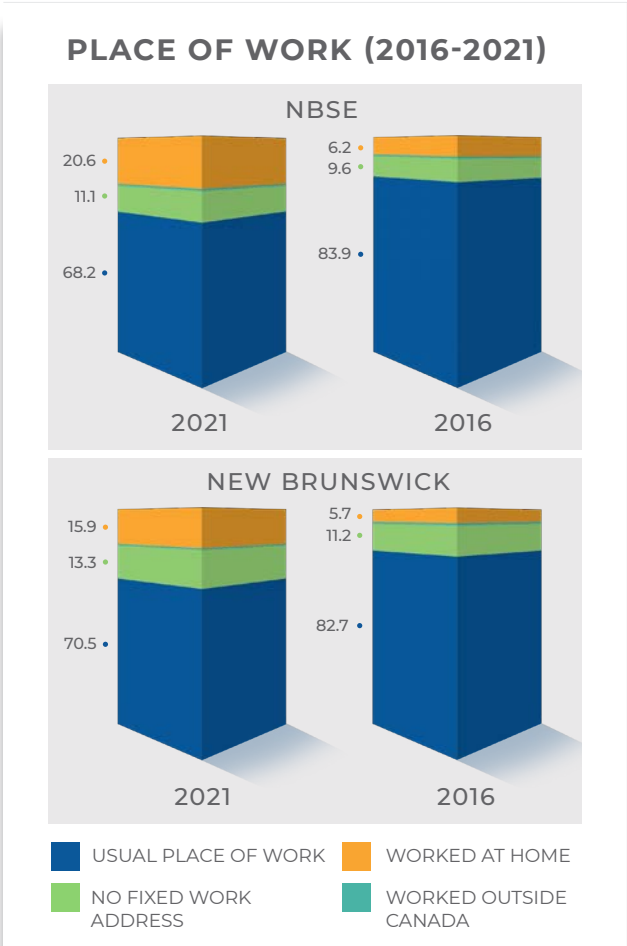 PLACE OF WORK (2016-2021)
NBSE
20.6
11.1
68.2
2021
6.2
9.6
83.9
2016
NEW BRUNSWICK
15.9
13.3
70.5
2021
5.7
11.2
82.7
2016
USUAL PLACE OF WORK
WORKED AT HOME
NO FIXED WORK
ADDRESS
WORKED OUTSIDE
CANADA